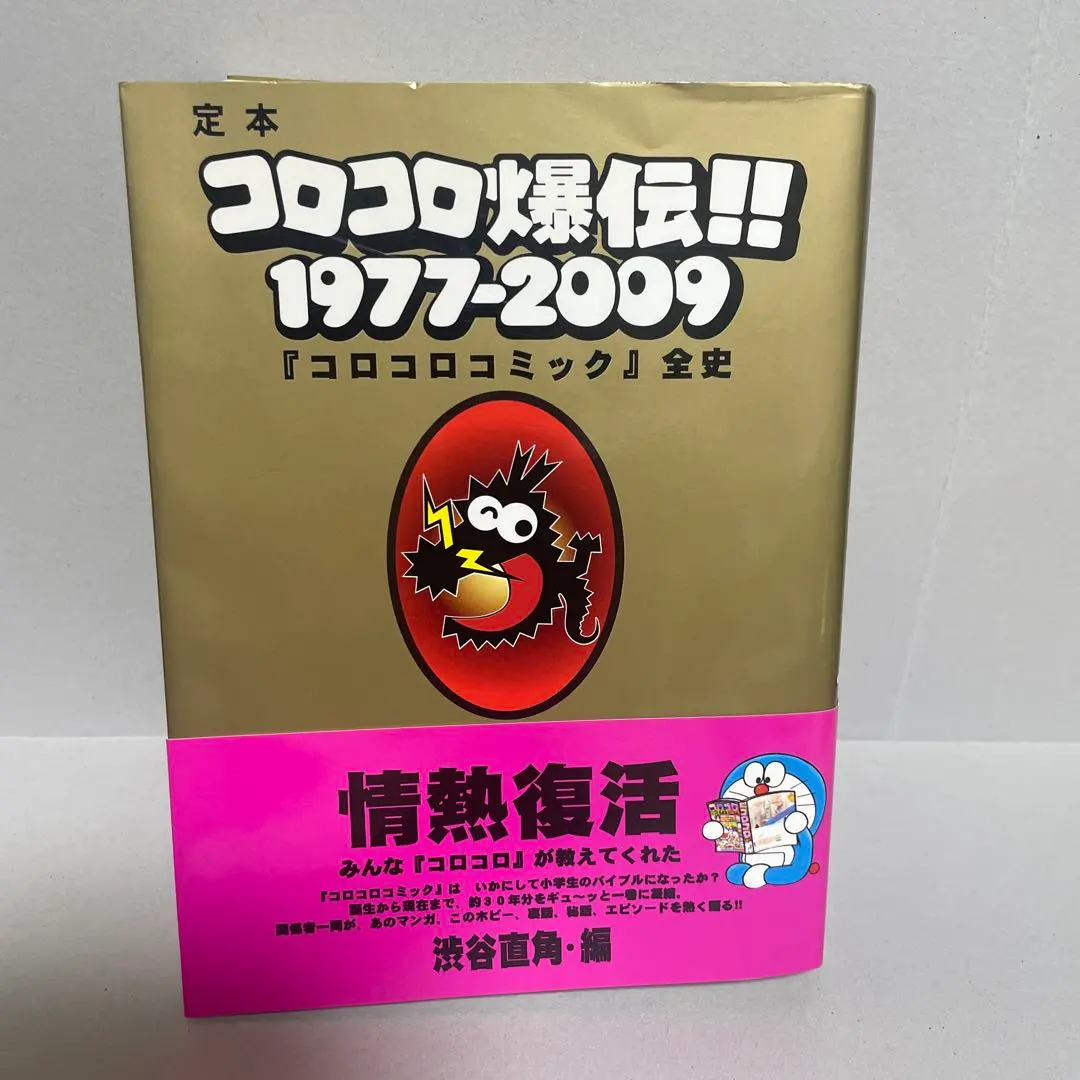 定本
コロコロ爆伝!!
1977-2009
『コロコロコミック』全史
情熱復活
みんな『コロコロ』が教えてくれた
『コロコロコミック』は いかにして小学生のバイブルになったか?
誕生から現在まで、約30年分をギュ〜ッと一巻に凝縮。
関係者一同が、あのマンガ、このホビー、裏話、秘話、エピソードを熱く語る!!
渋谷直角・編
コロコロ